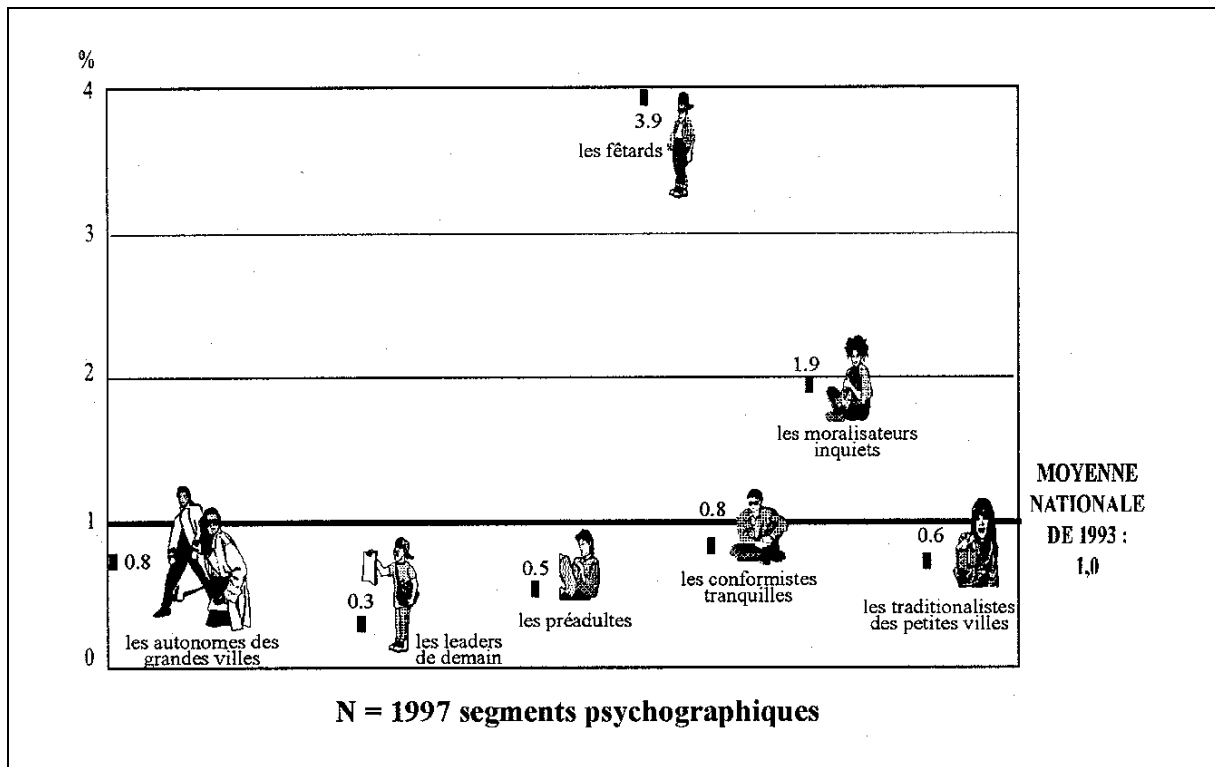 %
4
3.9
les fêtards
3
2
1.9
les moralisateurs
inquiets
MOYENNE
NATIONALE
DE 1993 :
1,0
1
0.8
les autonomes des
grandes villes
0.3
les leaders
de demain
0.5
les préadultes
0.8
les conformistes
tranquilles
0.6
les traditionalistes
des petites villes
0
N = 1997 segments psychographiques